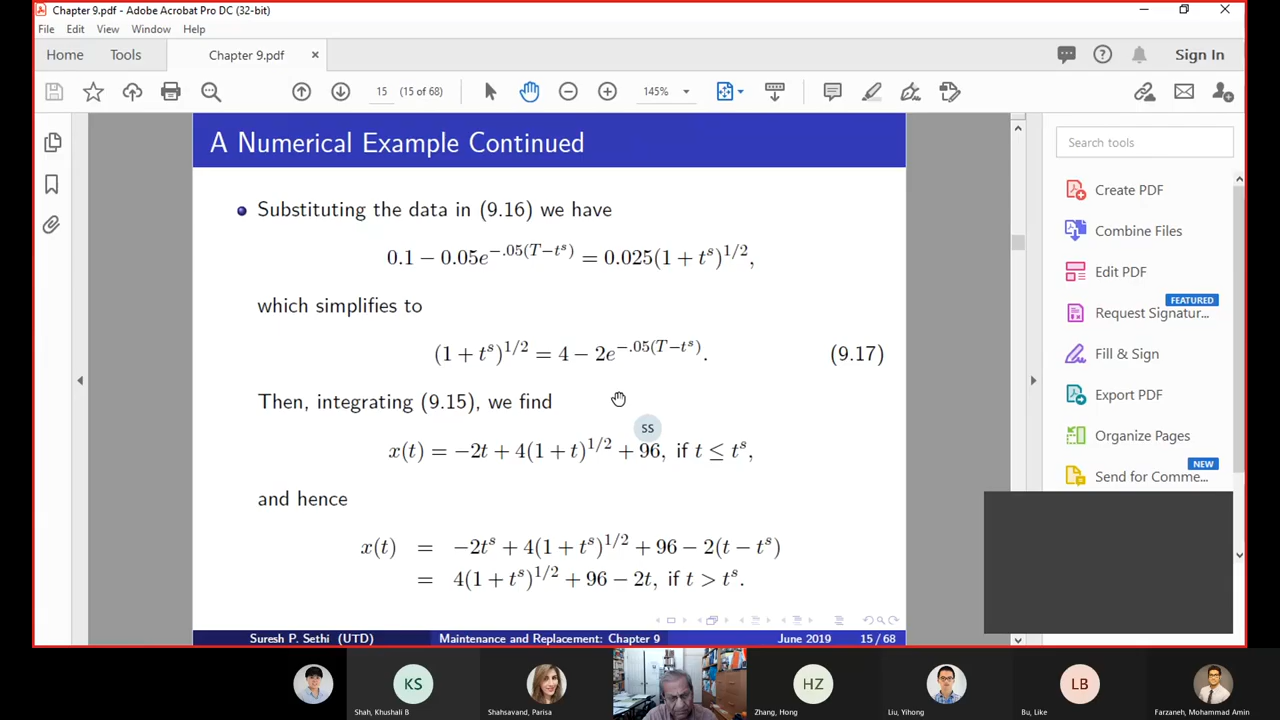 Chapter 9.pdf - Adobe Acrobat Pro DC (32-bit)
File Edit View Window Help
Home Tools Chapter 9.pdf × Sign In
15 (15 of 68) 145%
A Numerical Example Continued
Substituting the data in (9.16) we have
0.1 − 0.05e^{−.05(T−t^s)} = 0.025(1 + t^s)^{1/2},
which simplifies to
(1 + t^s)^{1/2} = 4 − 2e^{−.05(T−t^s)}. (9.17)
Then, integrating (9.15), we find
SS
x(t) = −2t + 4(1 + t)^{1/2} + 96, if t ≤ t^s,
and hence
x(t) = −2t^s + 4(1 + t^s)^{1/2} + 96 − 2(t − t^s)
= 4(1 + t^s)^{1/2} + 96 − 2t, if t > t^s.
Suresh P. Sethi (UTD) Maintenance and Replacement: Chapter 9 June 2019 15 / 68
Search tools
Create PDF
Combine Files
Edit PDF
FEATURED
Request Signatur...
Fill & Sign
Export PDF
Organize Pages
NEW
Send for Comme...
KS HZ LB
Shah, Khushali B Shahsavand, Parisa Zhang, Hong Liu, Yihong Bu, Like Farzaneh, Mohammad Amin